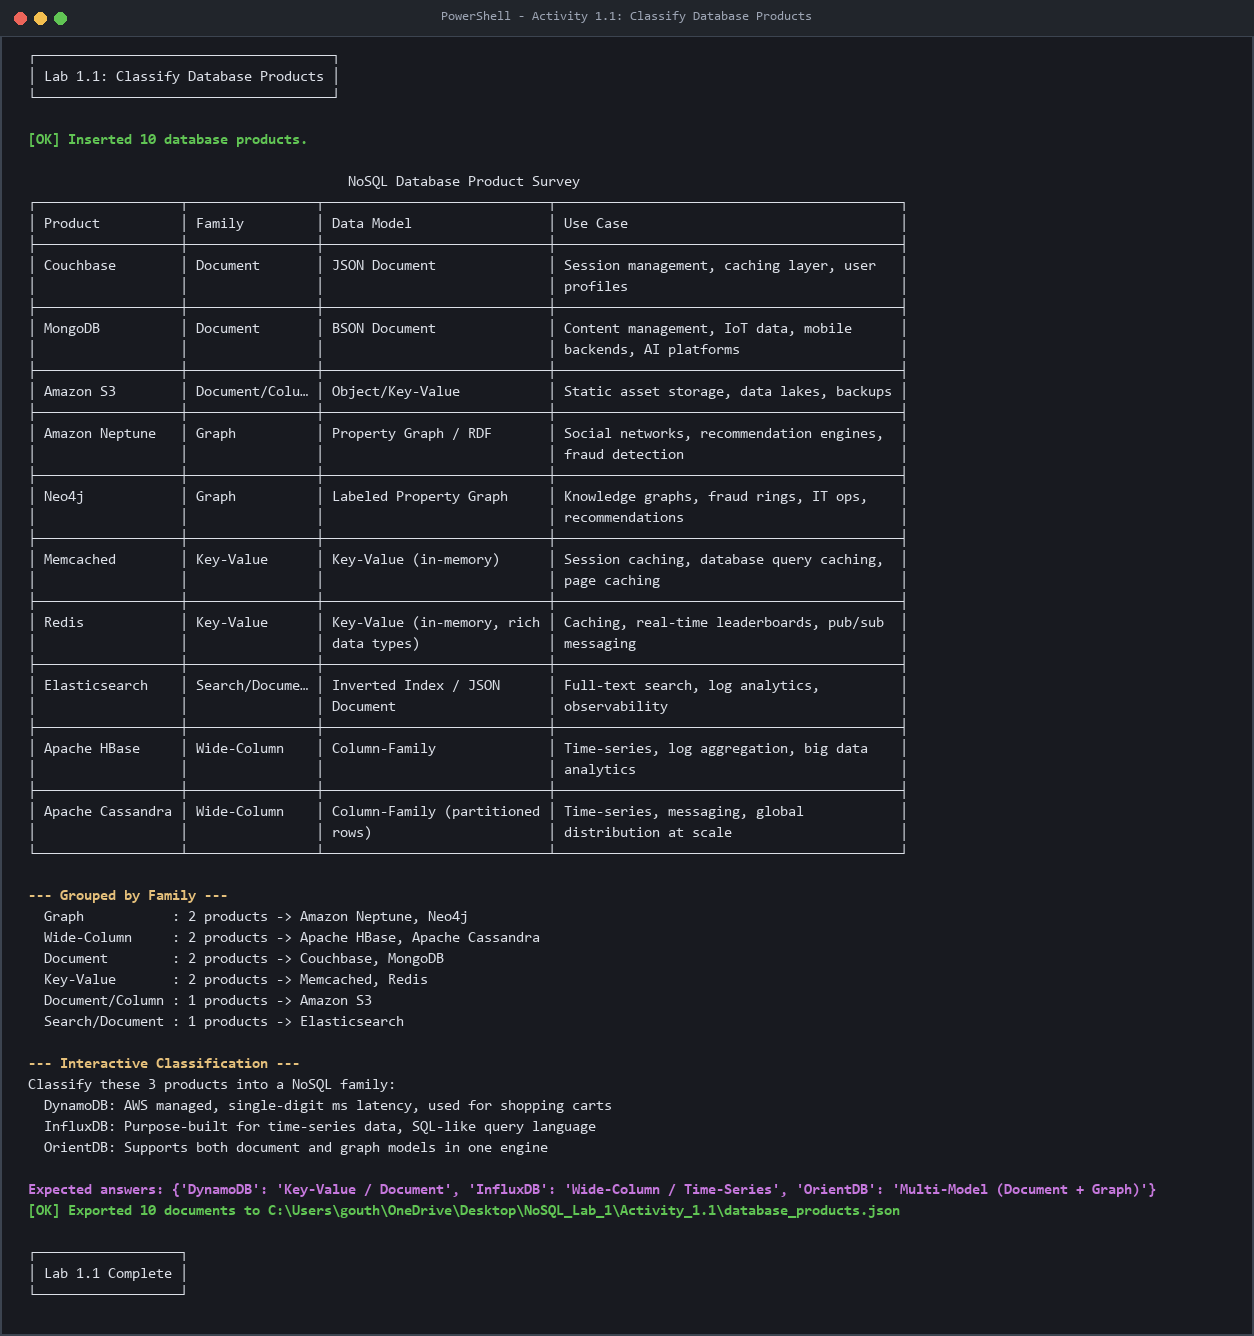 PowerShell - Activity 1.1: Classify Database Products
Lab 1.1: Classify Database Products
[OK] Inserted 10 database products.
NoSQL Database Product Survey
Product Family Data Model Use Case
Couchbase Document JSON Document Session management, caching layer, user
profiles
MongoDB Document BSON Document Content management, IoT data, mobile
backends, AI platforms
Amazon S3 Document/Colu… Object/Key-Value Static asset storage, data lakes, backups
Amazon Neptune Graph Property Graph / RDF Social networks, recommendation engines,
fraud detection
Neo4j Graph Labeled Property Graph Knowledge graphs, fraud rings, IT ops,
recommendations
Memcached Key-Value Key-Value (in-memory) Session caching, database query caching,
page caching
Redis Key-Value Key-Value (in-memory, rich Caching, real-time leaderboards, pub/sub
data types) messaging
Elasticsearch Search/Docume… Inverted Index / JSON Full-text search, log analytics,
Document observability
Apache HBase Wide-Column Column-Family Time-series, log aggregation, big data
analytics
Apache Cassandra Wide-Column Column-Family (partitioned Time-series, messaging, global
rows) distribution at scale
--- Grouped by Family ---
Graph : 2 products -> Amazon Neptune, Neo4j
Wide-Column : 2 products -> Apache HBase, Apache Cassandra
Document : 2 products -> Couchbase, MongoDB
Key-Value : 2 products -> Memcached, Redis
Document/Column : 1 products -> Amazon S3
Search/Document : 1 products -> Elasticsearch
--- Interactive Classification ---
Classify these 3 products into a NoSQL family:
DynamoDB: AWS managed, single-digit ms latency, used for shopping carts
InfluxDB: Purpose-built for time-series data, SQL-like query language
OrientDB: Supports both document and graph models in one engine
Expected answers: {'DynamoDB': 'Key-Value / Document', 'InfluxDB': 'Wide-Column / Time-Series', 'OrientDB': 'Multi-Model (Document + Graph)'}
[OK] Exported 10 documents to C:\Users\gouth\OneDrive\Desktop\NoSQL_Lab_1\Activity_1.1\database_products.json
Lab 1.1 Complete